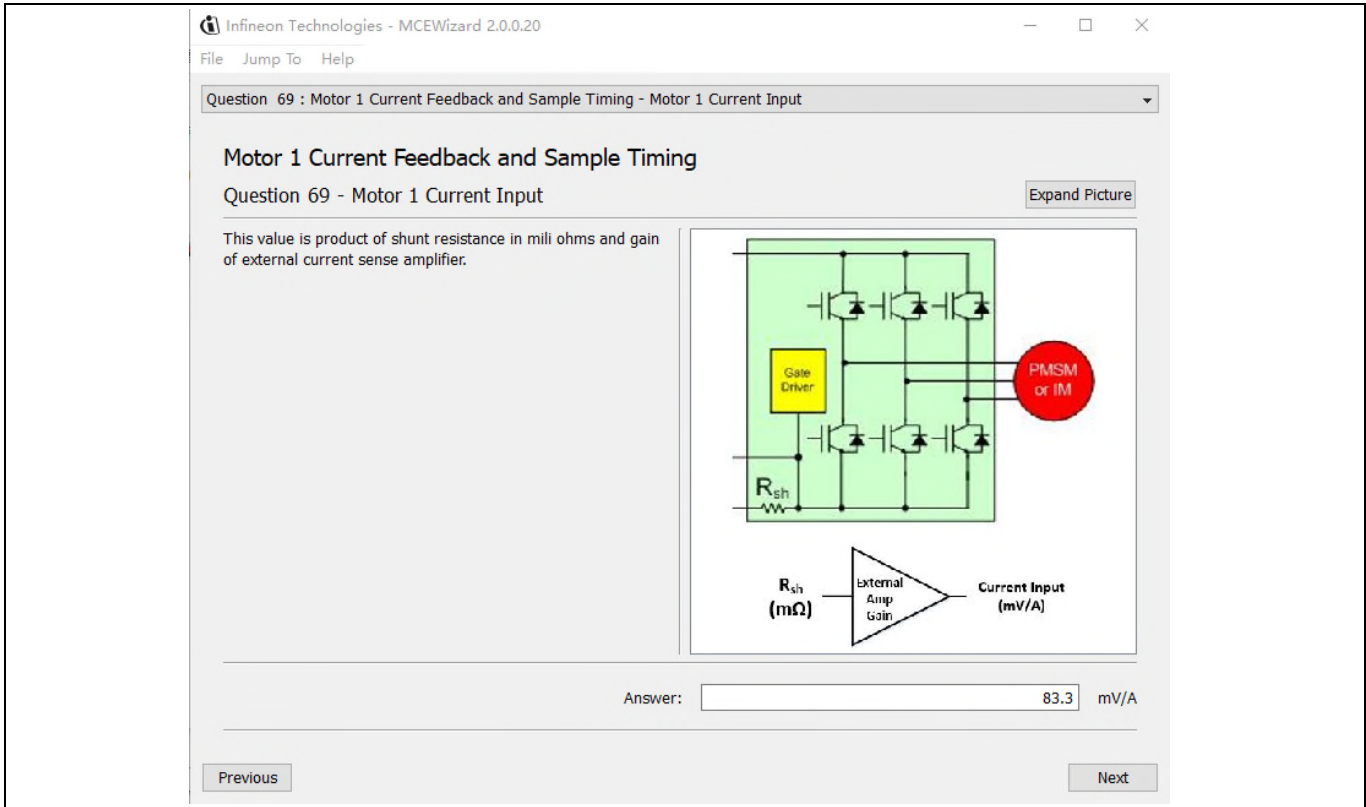 Infineon Technologies - MCEWizard 2.0.0.20
File Jump To Help
Question 69 : Motor 1 Current Feedback and Sample Timing - Motor 1 Current Input
Motor 1 Current Feedback and Sample Timing
Question 69 - Motor 1 Current Input
Expand Picture
This value is product of shunt resistance in mili ohms and gain
of external current sense amplifier.
Gate
Driver
PMSM
or IM
Rsh
Rsh
(mΩ)
External
Amp
Gain
Current Input
(mV/A)
Answer: 83.3 mV/A
Previous Next